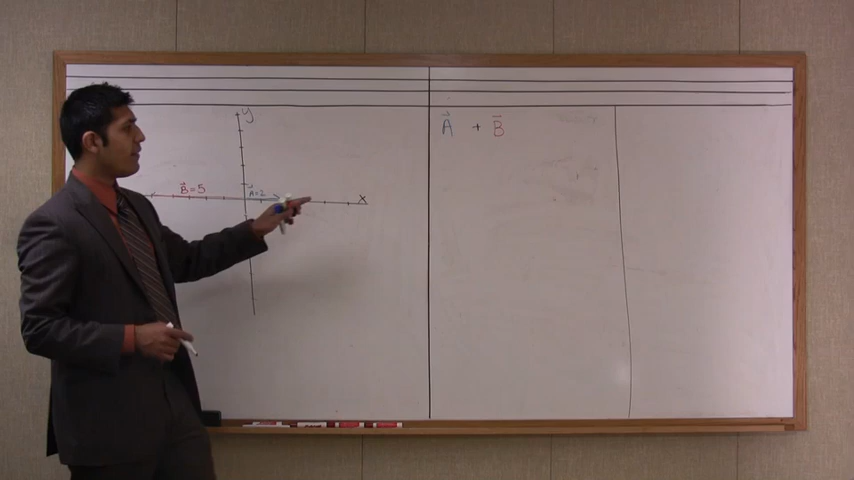 y
B⃗ = 5
A⃗ = 2
x
A⃗ + B⃗